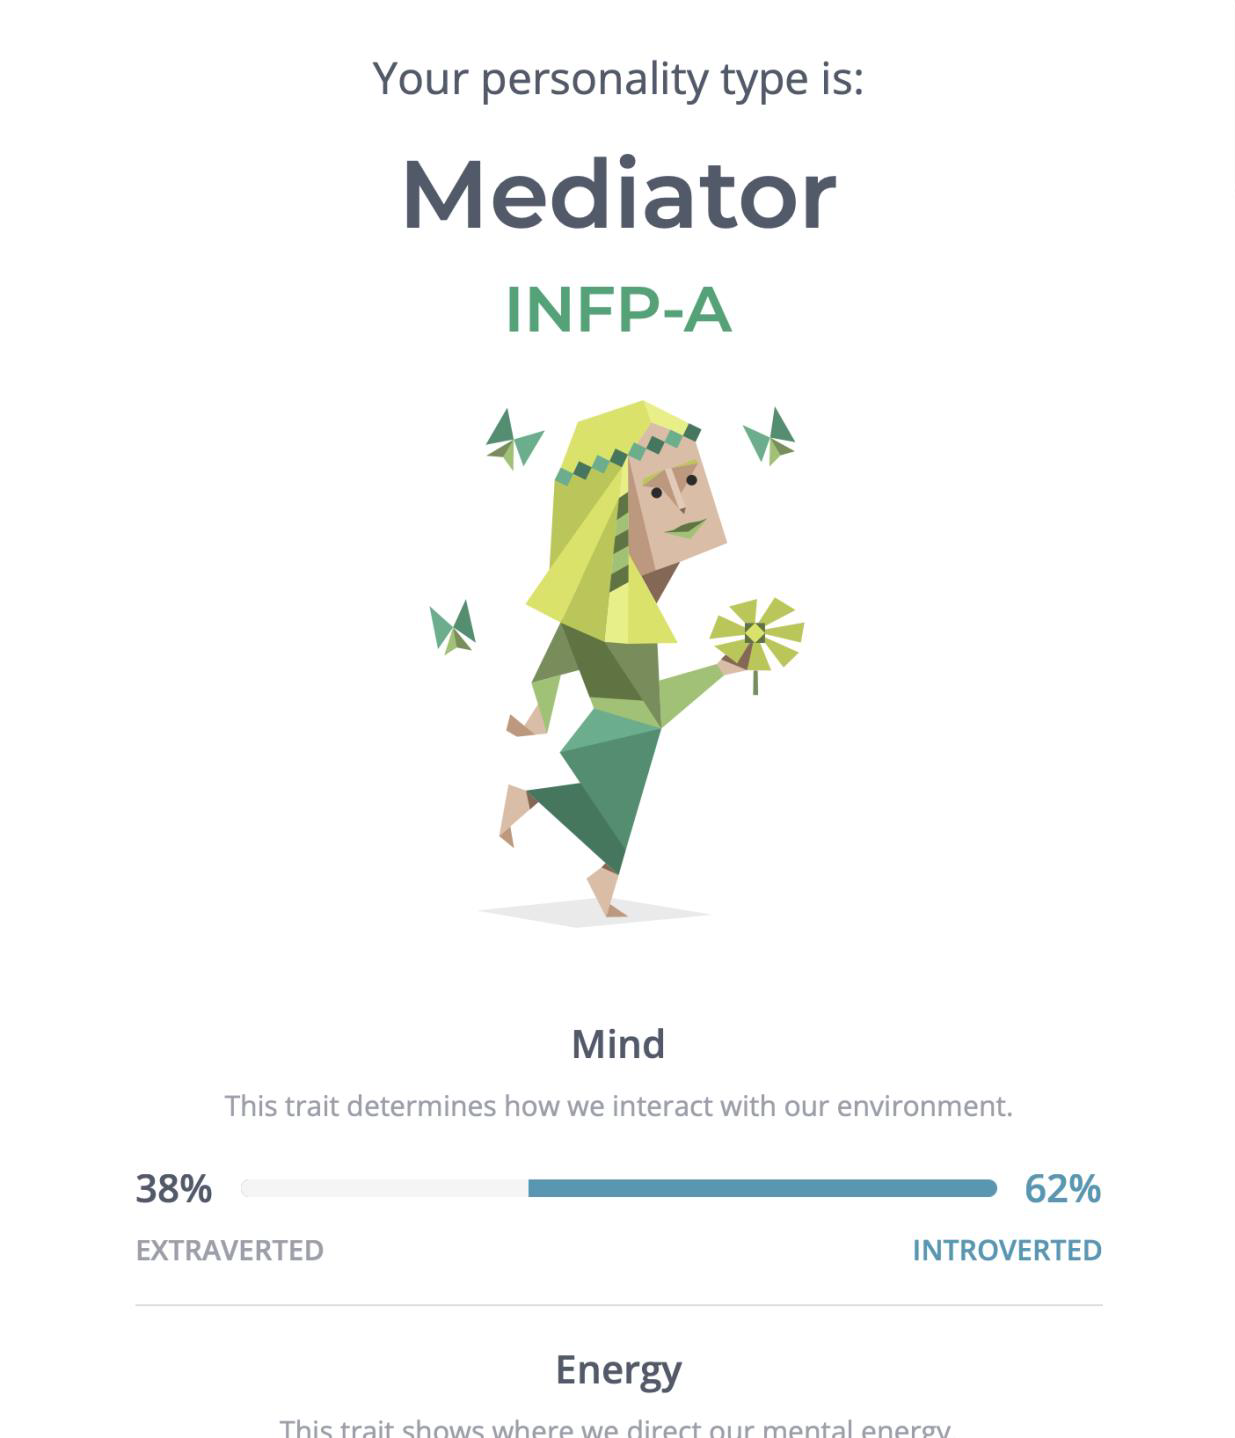 Your personality type is:
Mediator
INFP-A
Mind
This trait determines how we interact with our environment.
38%
62%
EXTRAVERTED
INTROVERTED
Energy
This trait shows where we direct our mental energy.